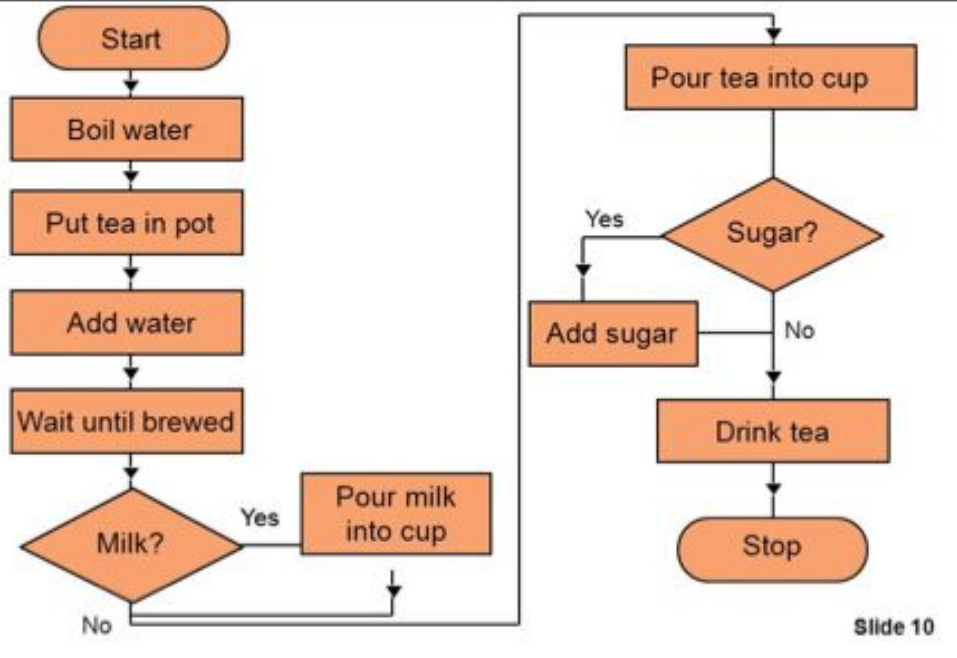 Start
Boil water
Put tea in pot
Add water
Wait until brewed
Milk?
Yes
Pour milk
into cup
No
Pour tea into cup
Sugar?
Yes
Add sugar
No
Drink tea
Stop
Slide 10